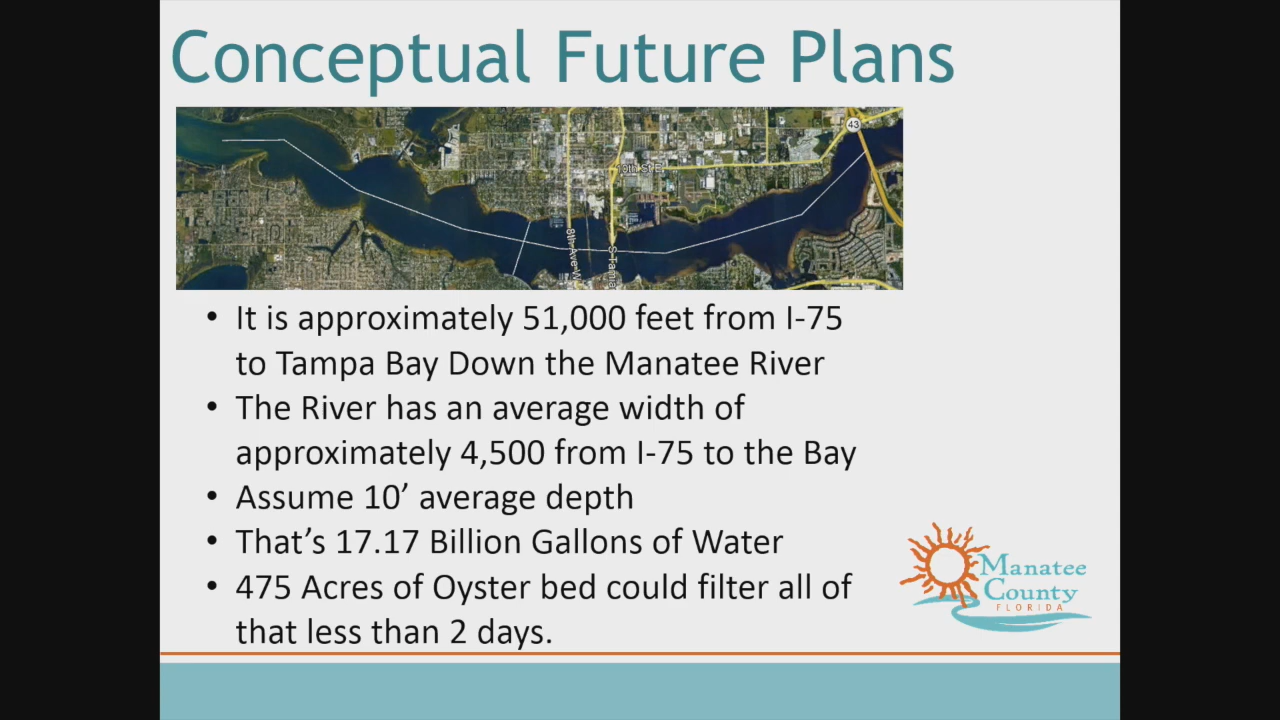 Conceptual Future Plans
43
10th St E
8th Ave W
S Tamia
• It is approximately 51,000 feet from I-75
to Tampa Bay Down the Manatee River
• The River has an average width of
approximately 4,500 from I-75 to the Bay
• Assume 10’ average depth
• That’s 17.17 Billion Gallons of Water
• 475 Acres of Oyster bed could filter all of
that less than 2 days.
Manatee
County
FLORIDA